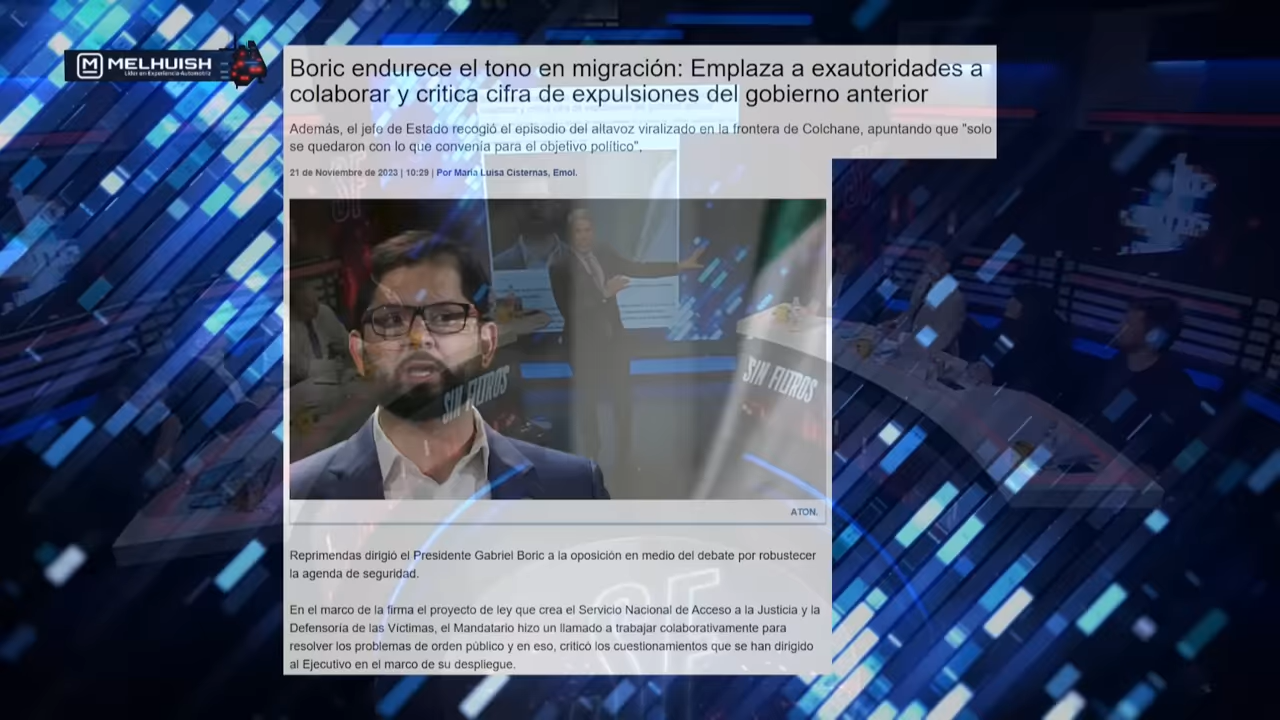 MELHUISH
Líder en Experiencia Automotriz
Boric endurece el tono en migración: Emplaza a exautoridades a
colaborar y critica cifra de expulsiones del gobierno anterior
Además, el jefe de Estado recogió el episodio del altavoz viralizado en la frontera de Colchane, apuntando que "solo
se quedaron con lo que convenía para el objetivo político".
21 de Noviembre de 2023 | 10:29 | Por María Luisa Cisternas, Emol.
SIN FILTROS
SIN FILTROS
ATON.
Reprimendas dirigió el Presidente Gabriel Boric a la oposición en medio del debate por robustecer
la agenda de seguridad.
En el marco de la firma el proyecto de ley que crea el Servicio Nacional de Acceso a la Justicia y la
Defensoría de las Víctimas, el Mandatario hizo un llamado a trabajar colaborativamente para
resolver los problemas de orden público y en eso, criticó los cuestionamientos que se han dirigido
al Ejecutivo en el marco de su despliegue.
SF